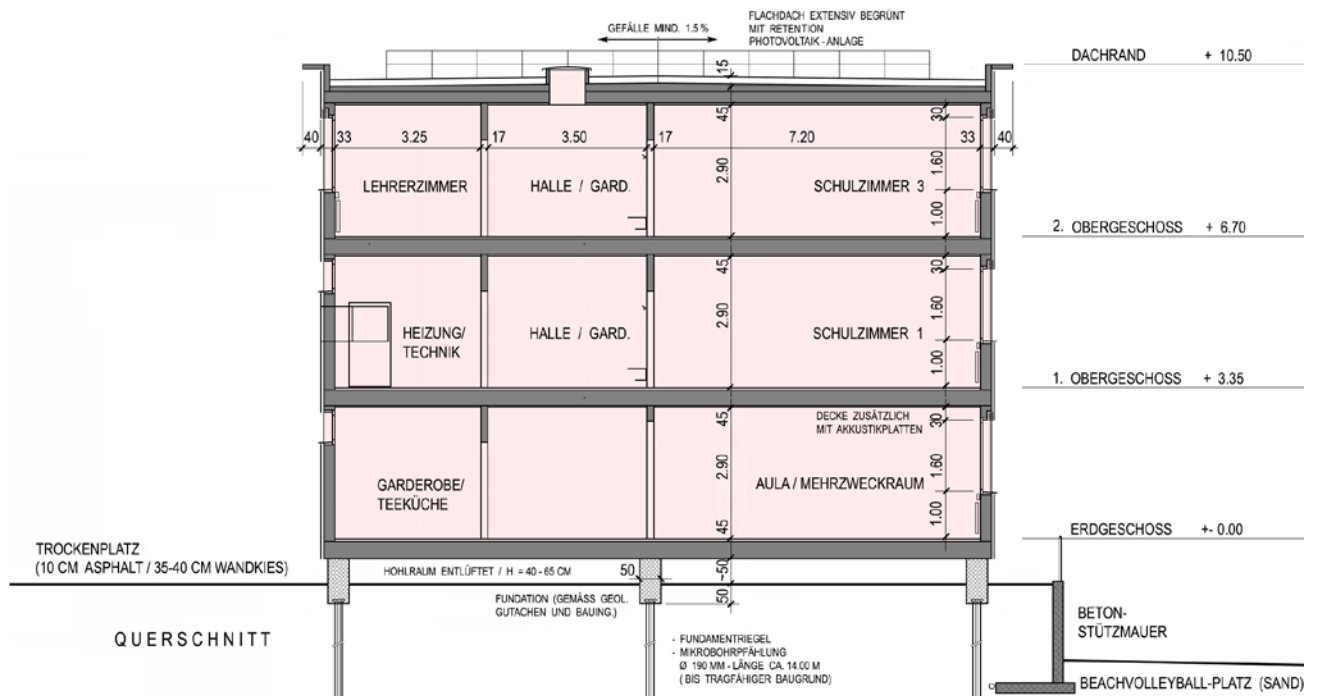 FLACHDACH EXTENSIV BEGRÜNT
MIT RETENTION
PHOTOVOLTAIK - ANLAGE
GEFÄLLE MIND. 1.5 %
DACHRAND + 10.50
15
45
30
40 33 3.25 17 3.50 17 7.20 33 40
2.90
1.60
1.00
LEHRERZIMMER
HALLE / GARD.
SCHULZIMMER 3
2. OBERGESCHOSS + 6.70
45
30
2.90
1.60
1.00
HEIZUNG/
TECHNIK
HALLE / GARD.
SCHULZIMMER 1
1. OBERGESCHOSS + 3.35
45
30
DECKE ZUSÄTZLICH
MIT AKKUSTIKPLATTEN
2.90
1.60
1.00
45
GARDEROBE/
TEEKÜCHE
AULA / MEHRZWECKRAUM
ERDGESCHOSS +- 0.00
TROCKENPLATZ
(10 CM ASPHALT / 35-40 CM WANDKIES)
HOHLRAUM ENTLÜFTET / H = 40 - 65 CM
50
~50
50
FUNDATION (GEMÄSS GEOL.
GUTACHEN UND BAUING.)
QUERSCHNITT
- FUNDAMENTRIEGEL
- MIKROBOHRPFÄHLUNG
Ø 190 MM - LÄNGE CA. 14.00 M
( BIS TRAGFÄHIGER BAUGRUND)
BETON-
STÜTZMAUER
BEACHVOLLEYBALL-PLATZ (SAND)